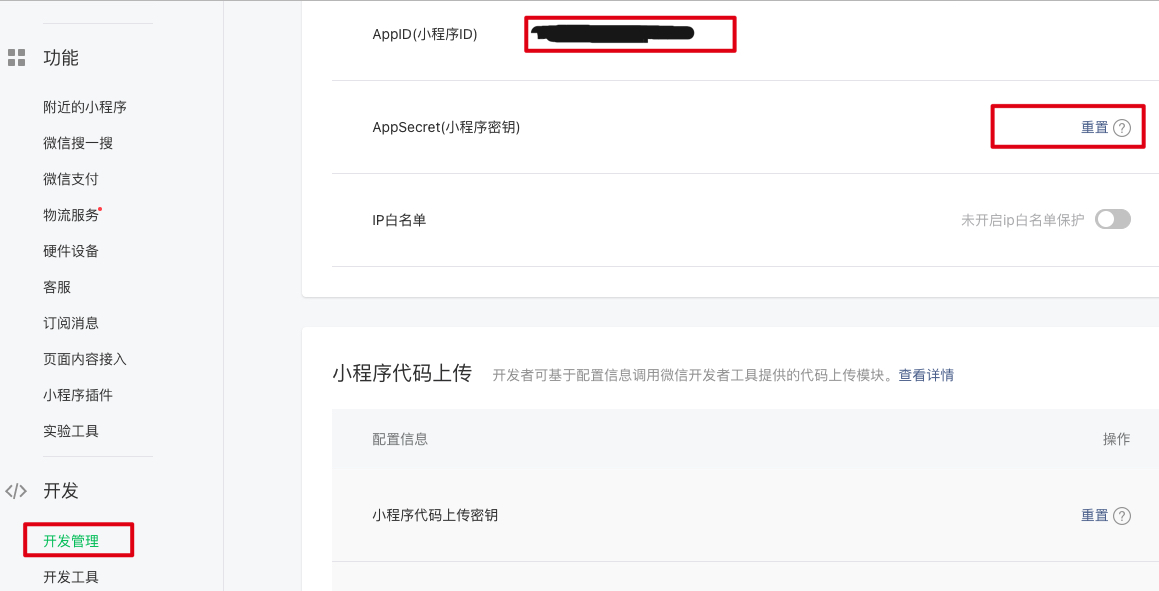 功能
附近的小程序
微信搜一搜
微信支付
物流服务
硬件设备
客服
订阅消息
页面内容接入
小程序插件
实验工具
</> 开发
开发管理
开发工具
AppID(小程序ID)
AppSecret(小程序密钥) 重置 ?
IP白名单 未开启ip白名单保护
小程序代码上传 开发者可基于配置信息调用微信开发者工具提供的代码上传模块。查看详情
配置信息 操作
小程序代码上传密钥 重置 ?